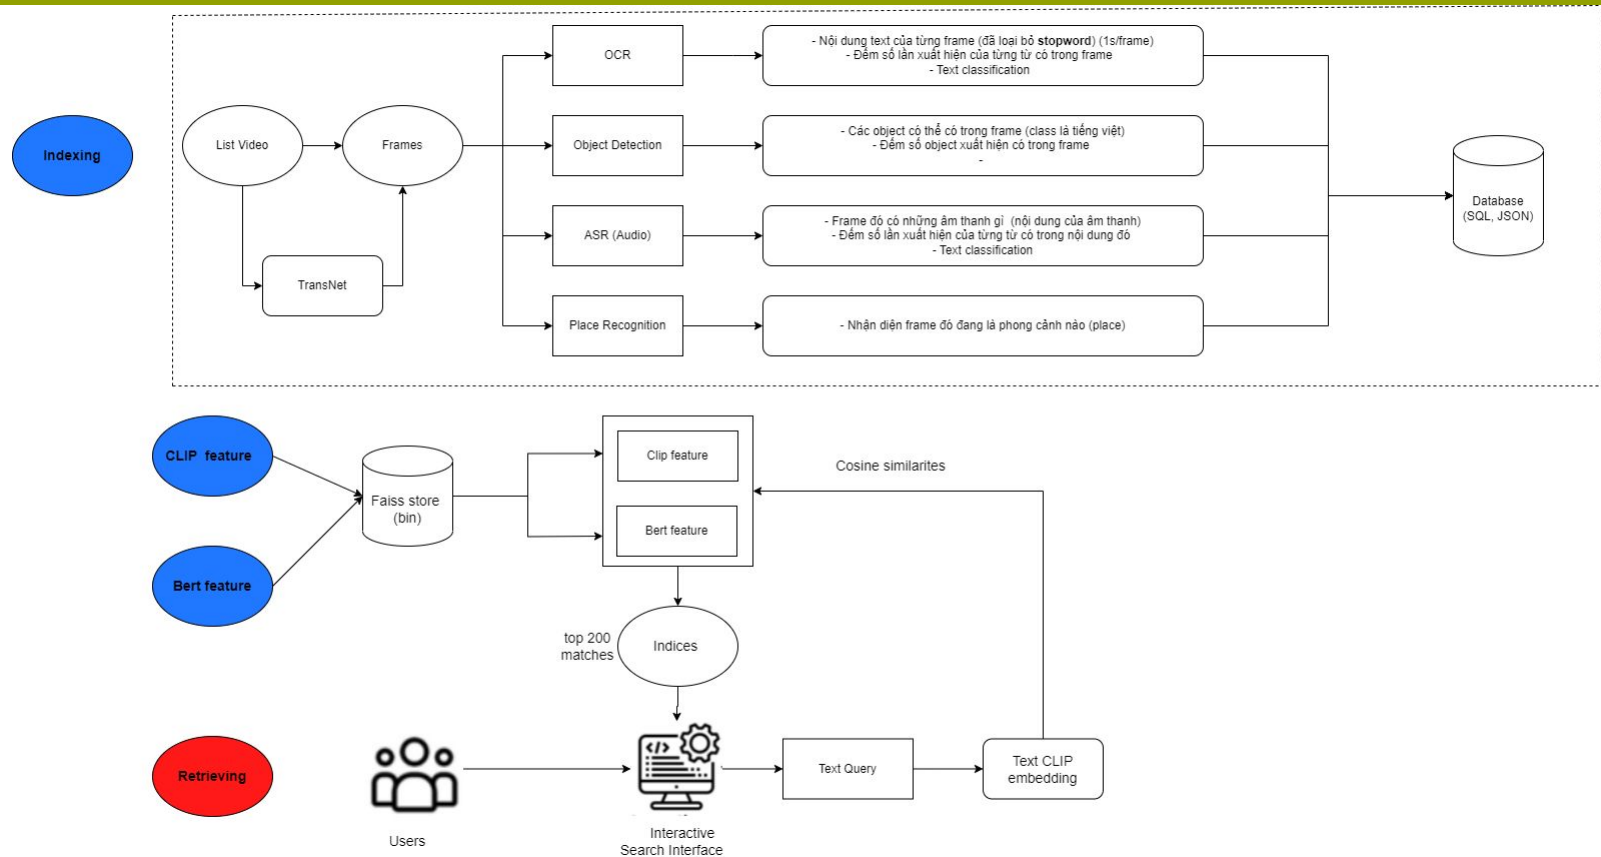 Indexing
List Video
Frames
TransNet
OCR
- Nội dung text của từng frame (đã loại bỏ stopword) (1s/frame)
- Đếm số lần xuất hiện của từng từ có trong frame
- Text classification
Object Detection
- Các object có thể có trong frame (class là tiếng việt)
- Đếm số object xuất hiện có trong frame
-
ASR (Audio)
- Frame đó có những âm thanh gì (nội dung của âm thanh)
- Đếm số lần xuất hiện của từng từ có trong nội dung đó
- Text classification
Place Recognition
- Nhận diện frame đó đang là phong cảnh nào (place)
Database
(SQL, JSON)
CLIP feature
Bert feature
Faiss store
(bin)
Clip feature
Bert feature
Cosine similarites
top 200
matches
Indices
Retrieving
Users
Interactive
Search Interface
Text Query
Text CLIP
embedding